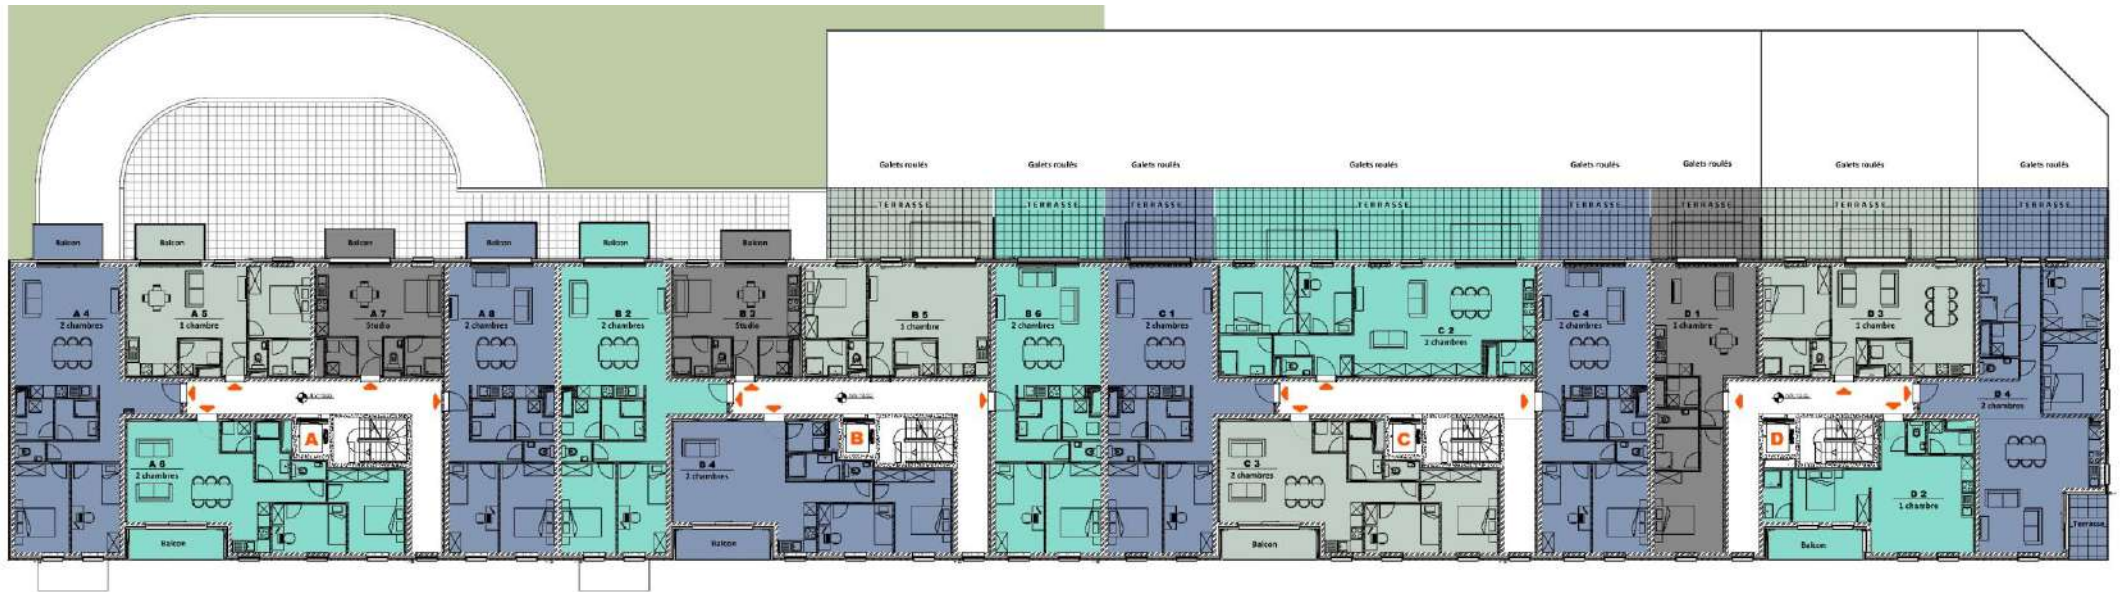 Galets roulés
Galets roulés
Galets roulés
Galets roulés
Galets roulés
Galets roulés
Galets roulés
Galets roulés
TERRASSE
TERRASSE
TERRASSE
TERRASSE
TERRASSE
TERRASSE
TERRASSE
TERRASSE
Balcon
Balcon
Balcon
Balcon
Balcon
Balcon
A 4
2 chambres
A 5
1 chambre
A 7
Studio
A 8
2 chambres
B 2
2 chambres
B 3
Studio
B 5
1 chambre
B 6
2 chambres
C 1
2 chambres
C 2
2 chambres
C 4
2 chambres
D 1
1 chambre
D 3
1 chambre
D 4
2 chambres
A
B
C
D
A 6
2 chambres
B 4
2 chambres
C 3
2 chambres
D 2
1 chambre
Terrasse
Balcon
Balcon
Balcon
Balcon